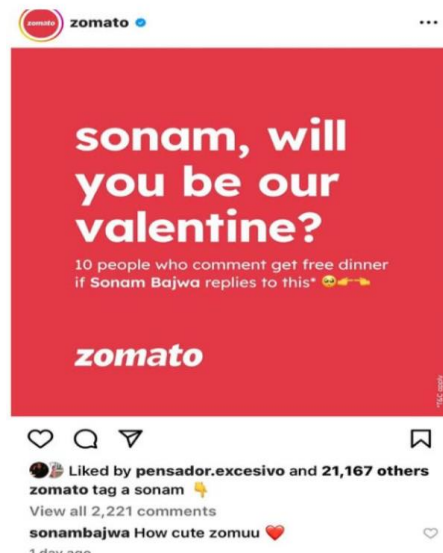 zomato
zomato
sonam, will
you be our
valentine?
10 people who comment get free dinner
if Sonam Bajwa replies to this* 🥺👉👈
zomato
Liked by pensador.excesivo and 21,167 others
zomato tag a sonam 👇
View all 2,221 comments
sonambajwa How cute zomuu ❤️
1 day ago